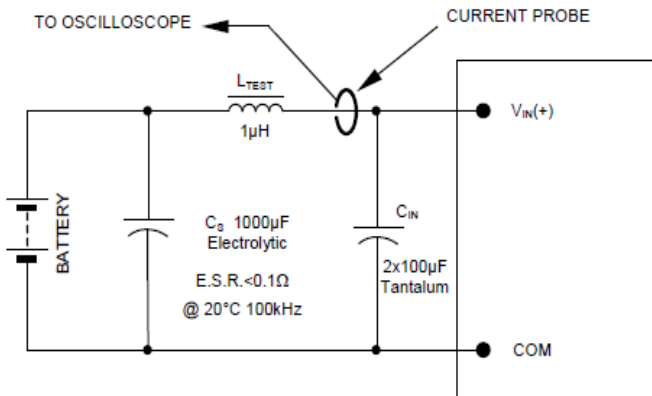 TO OSCILLOSCOPE
CURRENT PROBE
LTEST
1µH
VIN(+)
BATTERY
CS 1000µF
Electrolytic
E.S.R.<0.1Ω
@ 20°C 100kHz
CIN
2x100µF
Tantalum
COM